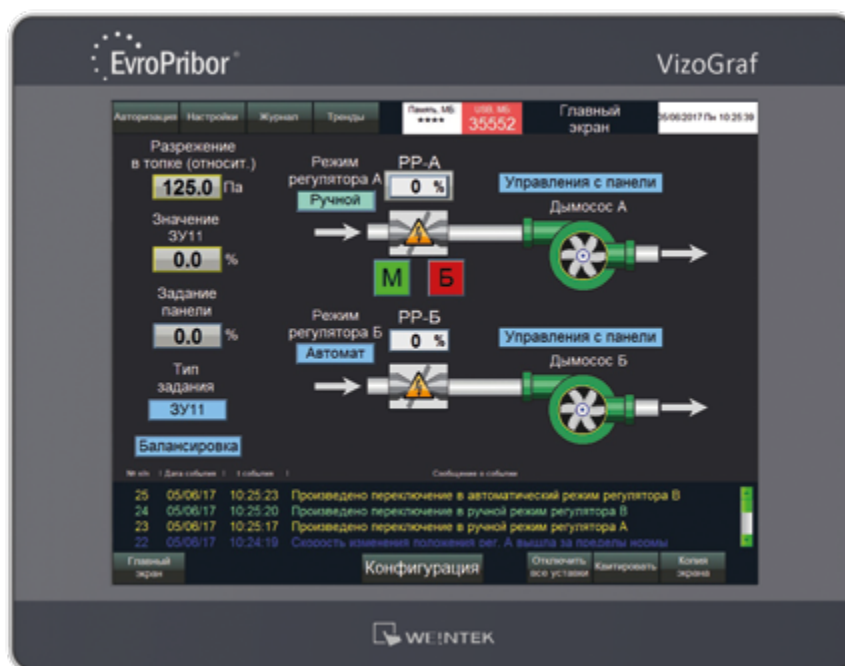 EvroPribor
VizoGraf
Авторизация Настройки Журнал Тренды
Память, МБ
****
USB, МБ
35552
Главный
экран
05/06/2017 Пн 10:25:39
Разрежение
в топке (относит.)
125.0 Па
Значение
ЗУ11
0.0 %
Задание
панели
0.0 %
Тип
задания
ЗУ11
Балансировка
Режим
регулятора А
Ручной
РР-А
0 %
Управления с панели
Дымосос А
М Б
Режим
регулятора Б
Автомат
РР-Б
0 %
Управления с панели
Дымосос Б
Дата события
Сообщение о событии
25 05/06/17 10:25:23 Произведено переключение в автоматический режим регулятора В
24 05/06/17 10:25:20 Произведено переключение в ручной режим регулятора В
23 05/06/17 10:25:17 Произведено переключение в ручной режим регулятора А
22 05/06/17 10:24:19 Скорость изменения положения рег. А вышла за пределы нормы
Главный
экран
Конфигурация
Отключить
все уставки
Квитировать
Копия
экрана
WEINTEK